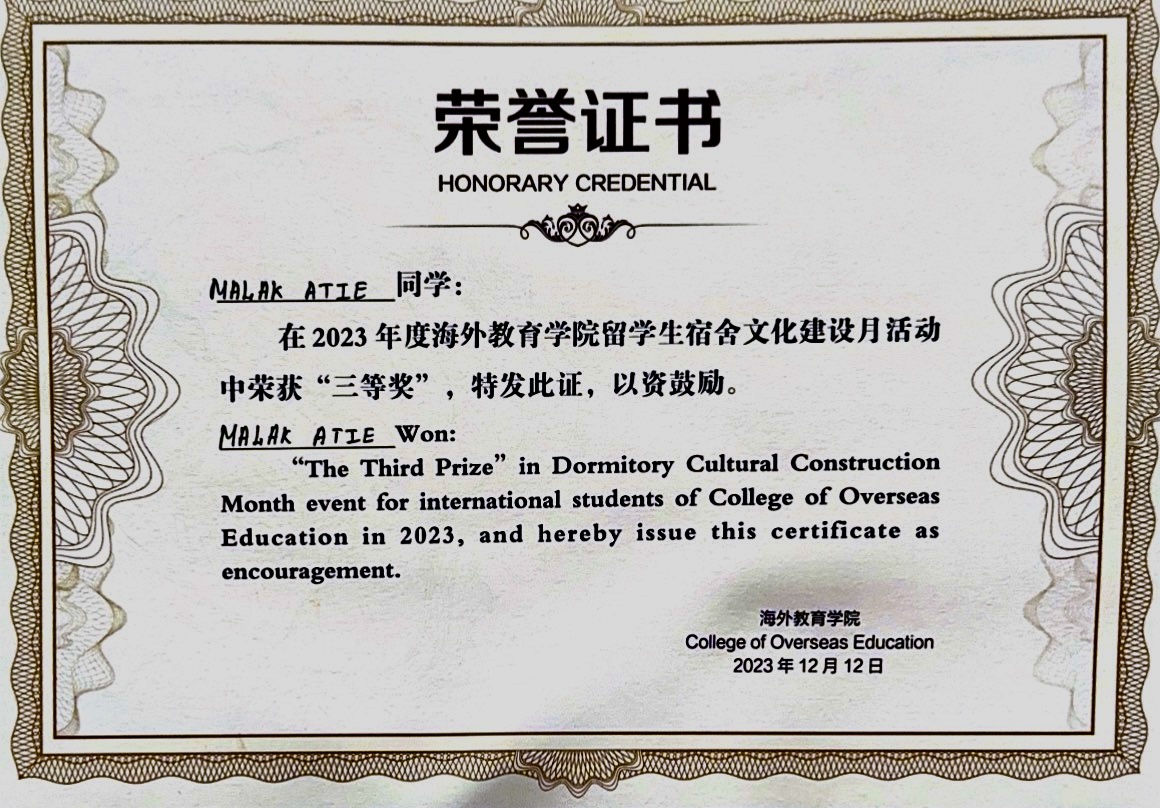 荣誉证书
HONORARY CREDENTIAL
MALAK ATIE 同学：
在 2023 年度海外教育学院留学生宿舍文化建设月活动
中荣获“三等奖”，特发此证，以资鼓励。
MALAK ATIE Won:
“The Third Prize” in Dormitory Cultural Construction
Month event for international students of College of Overseas
Education in 2023, and hereby issue this certificate as
encouragement.
海外教育学院
College of Overseas Education
2023 年 12 月 12 日